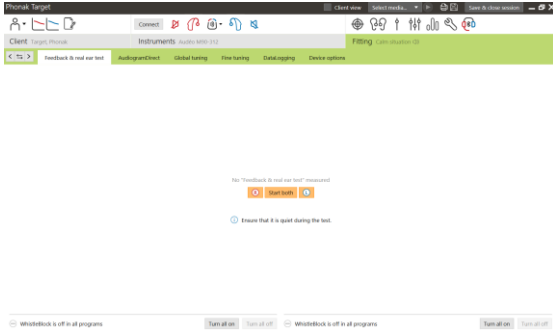 Phonak Target
Client view Select media... Save & close session
Connect
Client Target, Phonak Instruments Audéo M90-312 Fitting Calm situation
Feedback & real ear test AudiogramDirect Global tuning Fine tuning DataLogging Device options
No "Feedback & real ear test" measured
R Start both L
Ensure that it is quiet during the test.
WhistleBlock is off in all programs Turn all on Turn all off WhistleBlock is off in all programs Turn all on Turn all off